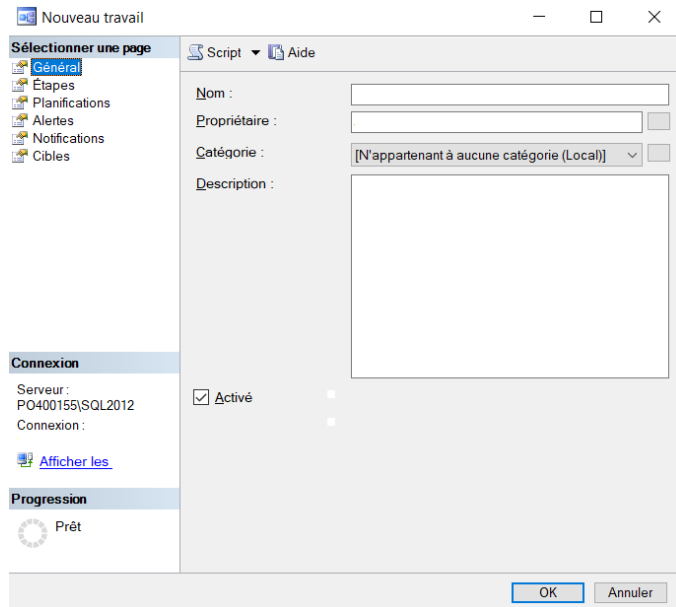 Nouveau travail
Sélectionner une page
Général
Étapes
Planifications
Alertes
Notifications
Cibles
Script
Aide
Nom :
Propriétaire :
Catégorie :
[N'appartenant à aucune catégorie (Local)]
Description :
Activé
Connexion
Serveur :
PO400155\SQL2012
Connexion :
Afficher les
Progression
Prêt
OK
Annuler